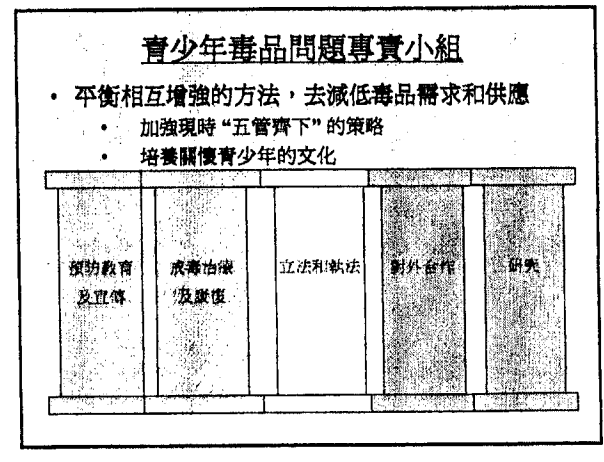 青少年毒品問題專責小組
• 平衡相互增強的方法，去減低毒品需求和供應
• 加強現時“五管齊下”的策略
• 培養關懷青少年的文化
預防教育
及宣傳
戒毒治療
及康復
立法和執法
對外合作
研究